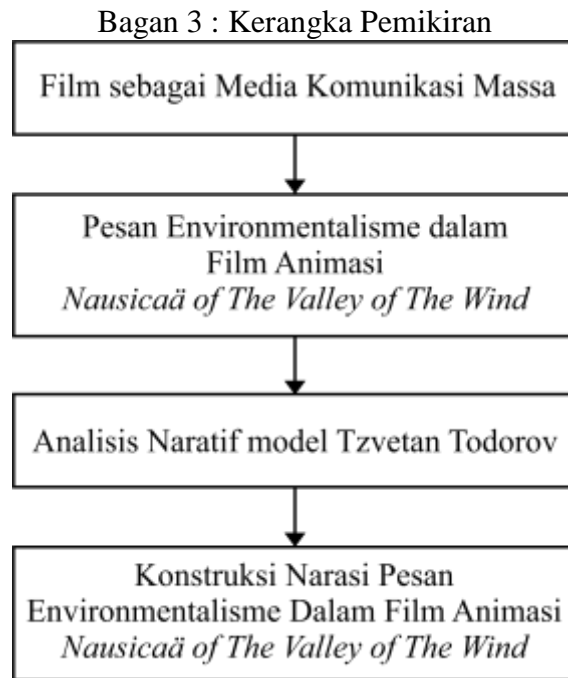 Bagan 3 : Kerangka Pemikiran
Film sebagai Media Komunikasi Massa
Pesan Environmentalisme dalam
Film Animasi
Nausicaä of The Valley of The Wind
Analisis Naratif model Tzvetan Todorov
Konstruksi Narasi Pesan
Environmentalisme Dalam Film Animasi
Nausicaä of The Valley of The Wind